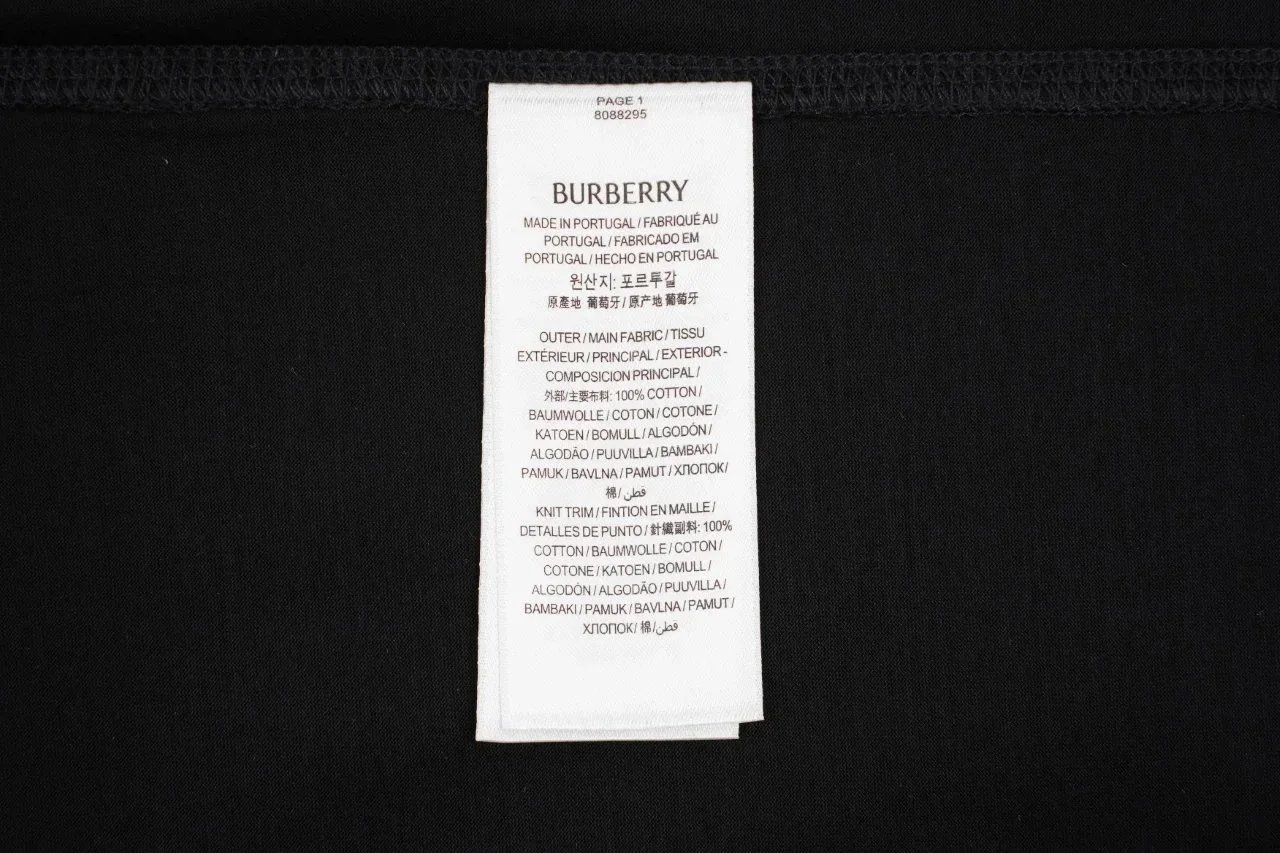 PAGE 1
8088295
BURBERRY
MADE IN PORTUGAL / FABRIQUÉ AU
PORTUGAL / FABRICADO EM
PORTUGAL / HECHO EN PORTUGAL
원산지: 포르투갈
原產地 葡萄牙 / 原产地 葡萄牙
OUTER / MAIN FABRIC / TISSU
EXTÉRIEUR / PRINCIPAL / EXTERIOR -
COMPOSICION PRINCIPAL /
外部/主要布料: 100% COTTON /
BAUMWOLLE / COTON / COTONE /
KATOEN / BOMULL / ALGODÓN /
ALGODÃO / PUUVILLA / BAMBAKI /
PAMUK / BAVLNA / PAMUT / ХЛОПОК/
棉/ قطن
KNIT TRIM / FINTION EN MAILLE /
DETALLES DE PUNTO / 針織副料: 100%
COTTON / BAUMWOLLE / COTON /
COTONE / KATOEN / BOMULL /
ALGODÓN / ALGODÃO / PUUVILLA /
BAMBAKI / PAMUK / BAVLNA / PAMUT /
ХЛОПОК/ 棉/ قطن